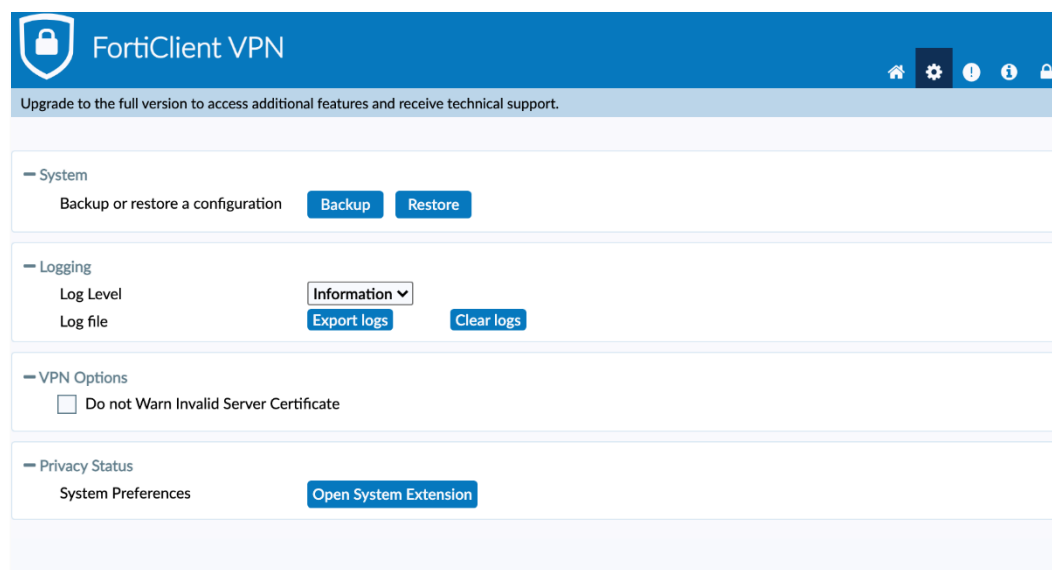 FortiClient VPN
Upgrade to the full version to access additional features and receive technical support.
System
Backup or restore a configuration Backup Restore
Logging
Log Level Information
Log file Export logs Clear logs
VPN Options
Do not Warn Invalid Server Certificate
Privacy Status
System Preferences Open System Extension